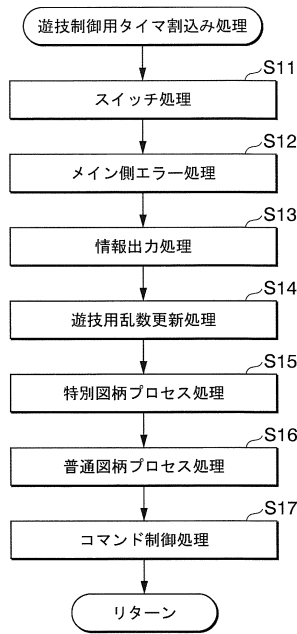 遊技制御用タイマ割込み処理
S11
スイッチ処理
S12
メイン側エラー処理
S13
情報出力処理
S14
遊技用乱数更新処理
S15
特別図柄プロセス処理
S16
普通図柄プロセス処理
S17
コマンド制御処理
リターン